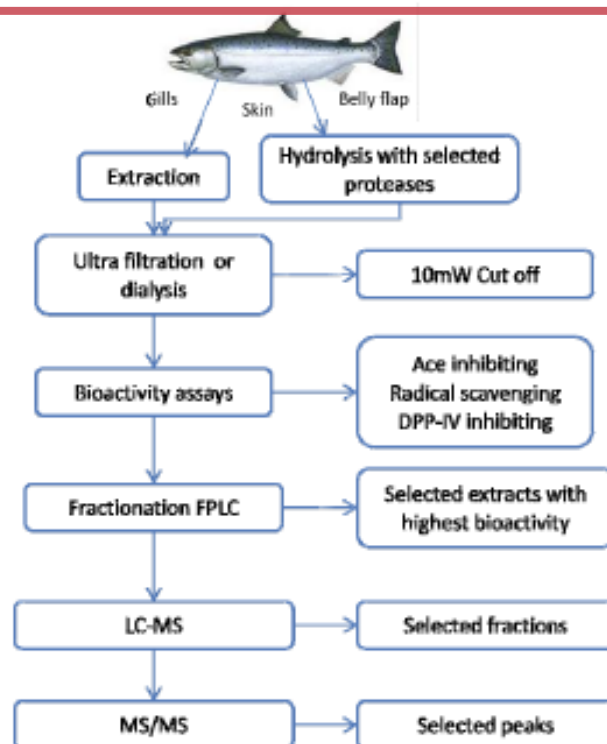 Gills
Skin
Belly flap
Extraction
Hydrolysis with selected
proteases
Ultra filtration or
dialysis
10mW Cut off
Bioactivity assays
Ace inhibiting
Radical scavenging
DPP-IV inhibiting
Fractionation FPLC
Selected extracts with
highest bioactivity
LC-MS
Selected fractions
MS/MS
Selected peaks